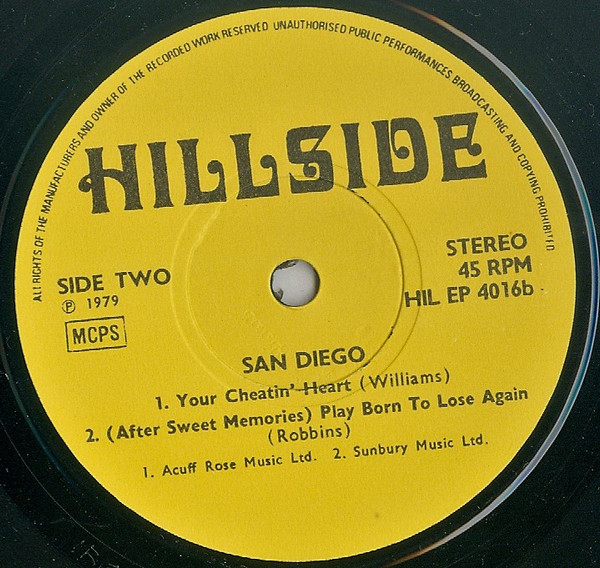 ALL RIGHTS OF THE MANUFACTURERS AND OWNER OF THE RECORDED WORK RESERVED UNAUTHORISED PUBLIC PERFORMANCES BROADCASTING AND COPYING PROHIBITED
HILLSIDE
SIDE TWO
℗ 1979
MCPS
STEREO
45 RPM
HIL EP 4016b
SAN DIEGO
1. Your Cheatin' Heart (Williams)
2. (After Sweet Memories) Play Born To Lose Again
(Robbins)
1. Acuff Rose Music Ltd. 2. Sunbury Music Ltd.